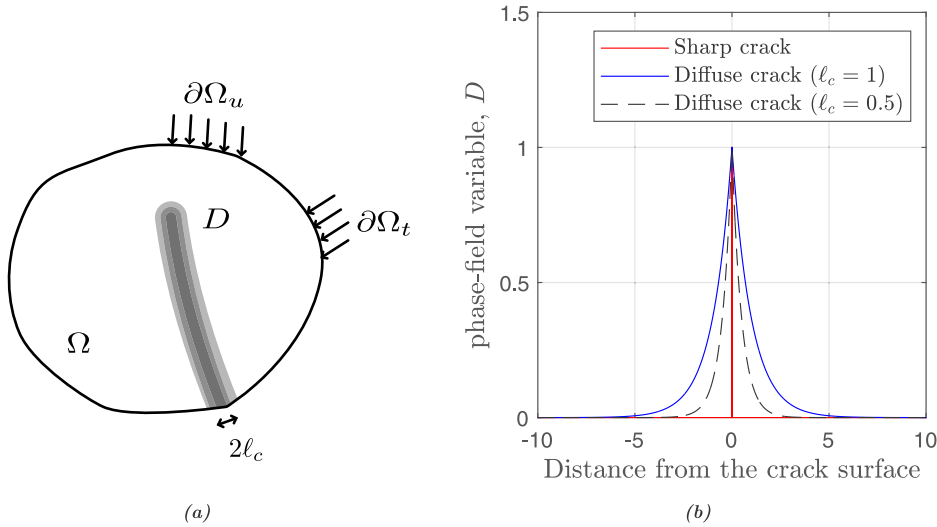 ∂Ω_u
D
∂Ω_t
Ω
2ℓ_c
(a)
1.5
1
0.5
0
phase-field variable, D
Sharp crack
Diffuse crack (ℓ_c = 1)
Diffuse crack (ℓ_c = 0.5)
-10 -5 0 5 10
Distance from the crack surface
(b)